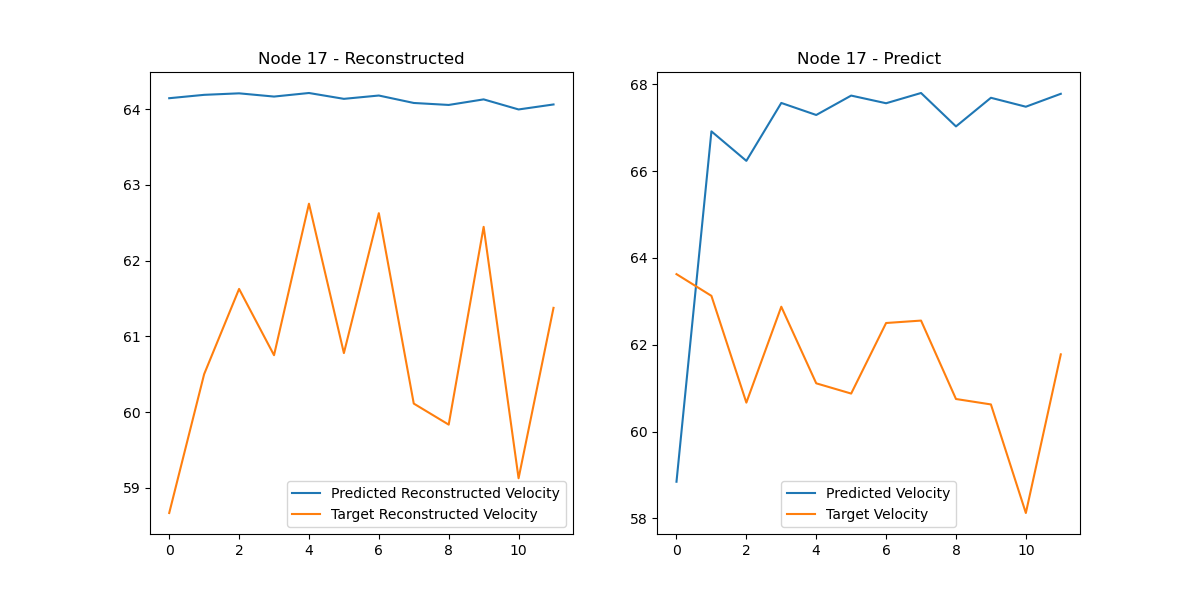 Node 17 - Reconstructed
64
63
62
61
60
59
0 2 4 6 8 10
Predicted Reconstructed Velocity
Target Reconstructed Velocity
Node 17 - Predict
68
66
64
62
60
58
0 2 4 6 8 10
Predicted Velocity
Target Velocity